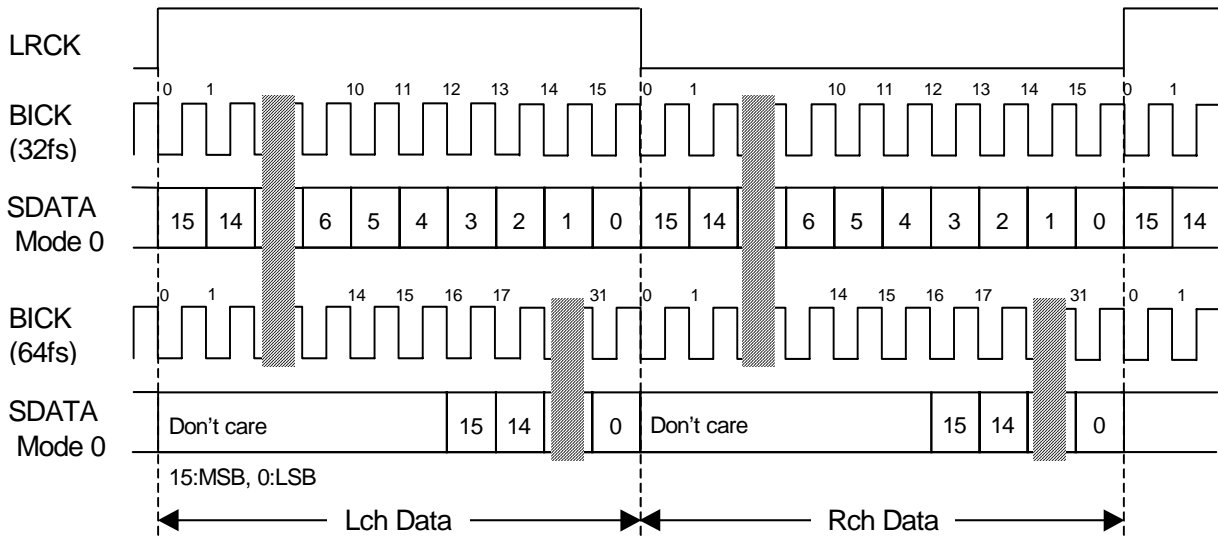 LRCK
0 1 10 11 12 13 14 15 0 1 10 11 12 13 14 15 0 1
BICK
(32fs)
SDATA
Mode 0
15 14 6 5 4 3 2 1 0 15 14 6 5 4 3 2 1 0 15 14
0 1 14 15 16 17 31 0 1 14 15 16 17 31 0 1
BICK
(64fs)
SDATA
Mode 0
Don't care 15 14 0 Don't care 15 14 0
15:MSB, 0:LSB
Lch Data Rch Data